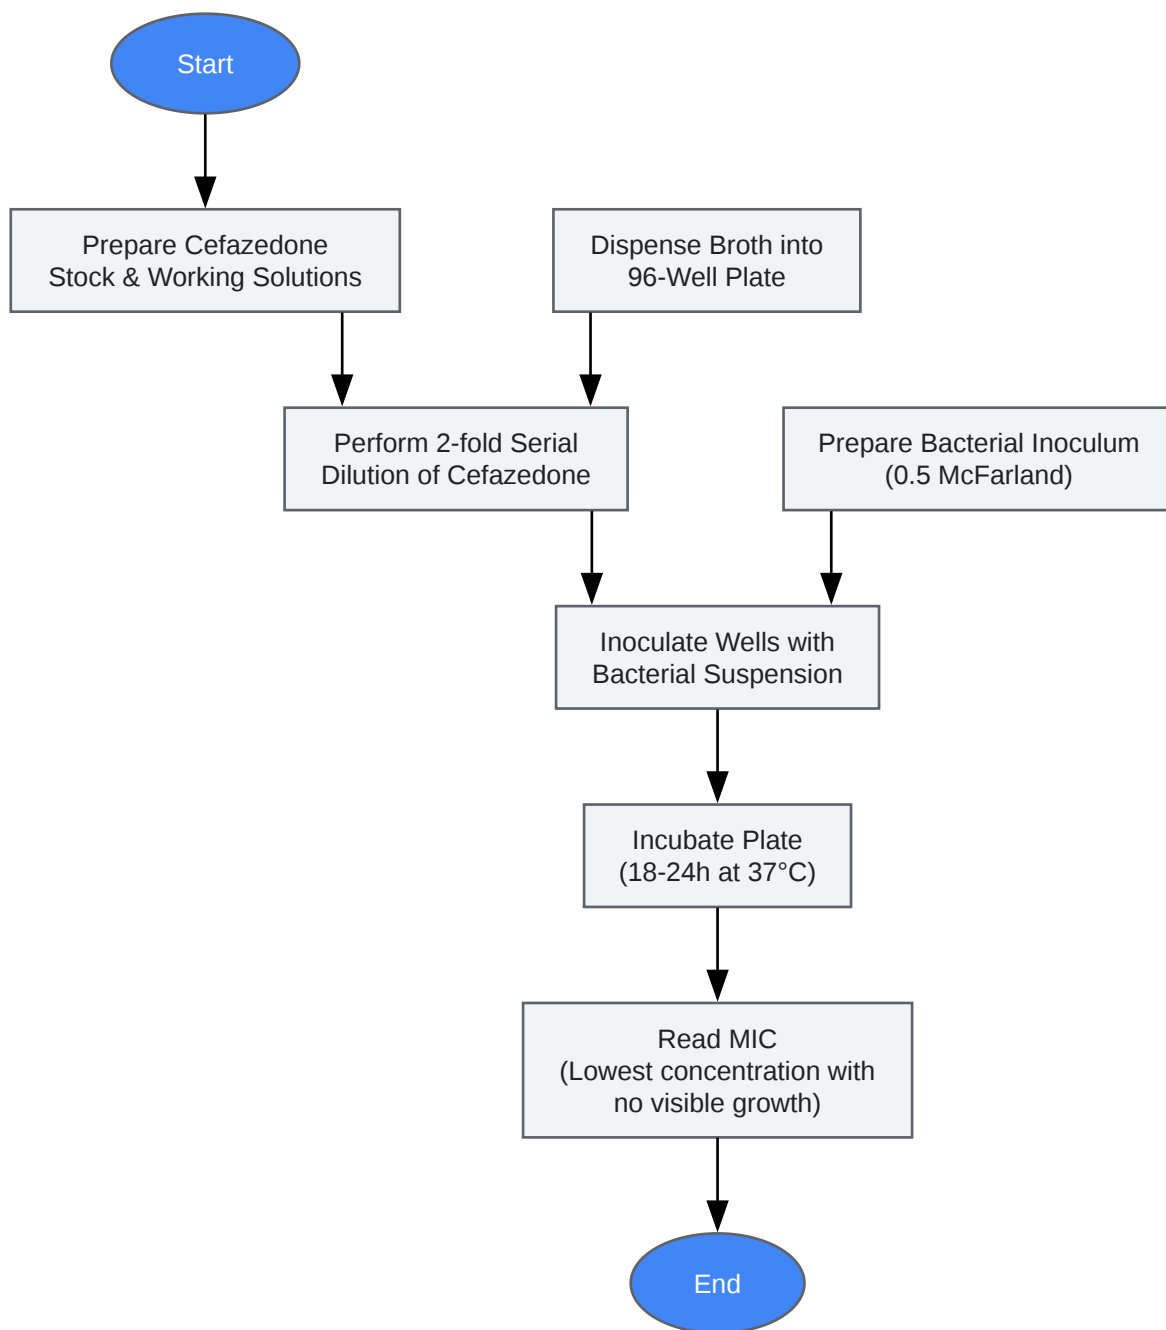 Start
Prepare Cefazedone
Stock & Working Solutions
Dispense Broth into
96-Well Plate
Perform 2-fold Serial
Dilution of Cefazedone
Prepare Bacterial Inoculum
(0.5 McFarland)
Inoculate Wells with
Bacterial Suspension
Incubate Plate
(18-24h at 37°C)
Read MIC
(Lowest concentration with
no visible growth)
End